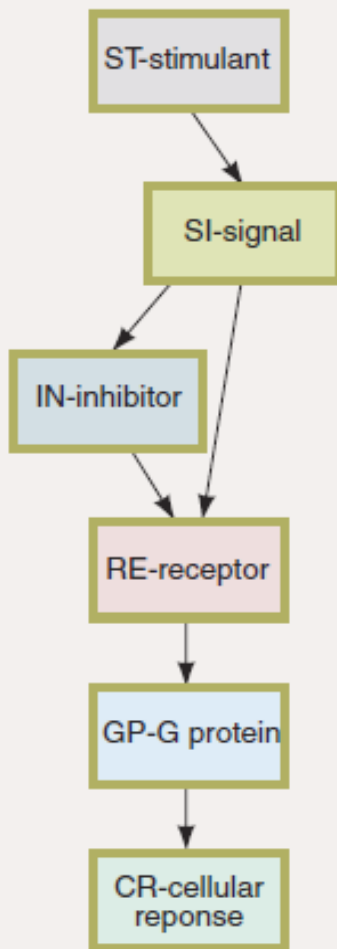 ST-stimulant
SI-signal
IN-inhibitor
RE-receptor
GP-G protein
CR-cellular
reponse